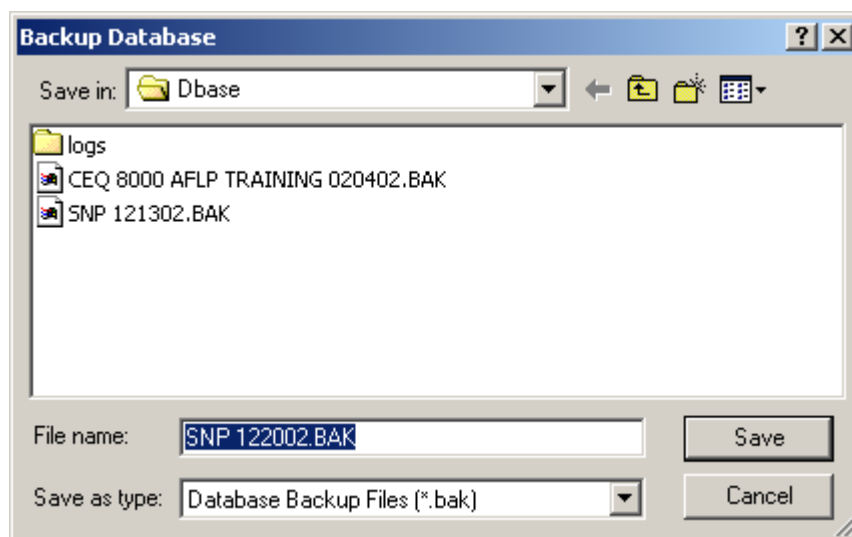 Backup Database
Save in: Dbase
logs
CEQ 8000 AFLP TRAINING 020402.BAK
SNP 121302.BAK
File name: SNP 122002.BAK Save
Save as type: Database Backup Files (*.bak) Cancel